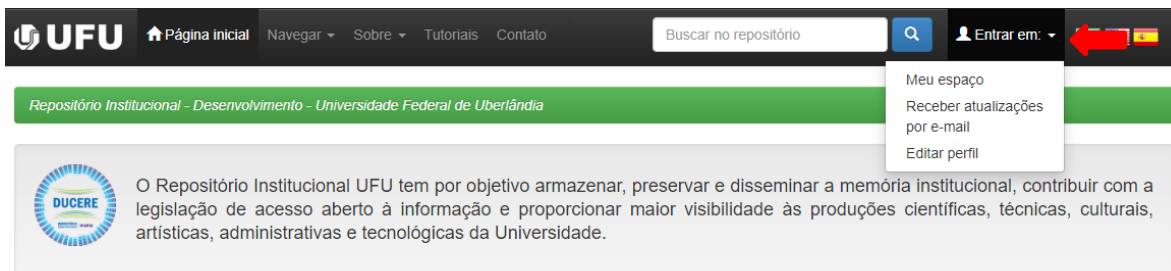 UFU Página inicial Navegar Sobre Tutoriais Contato Buscar no repositório Entrar em:
Meu espaço
Receber atualizações
por e-mail
Editar perfil
Repositório Institucional - Desenvolvimento - Universidade Federal de Uberlândia
DUCERE
O Repositório Institucional UFU tem por objetivo armazenar, preservar e disseminar a memória institucional, contribuir com a
legislação de acesso aberto à informação e proporcionar maior visibilidade às produções científicas, técnicas, culturais,
artísticas, administrativas e tecnológicas da Universidade.